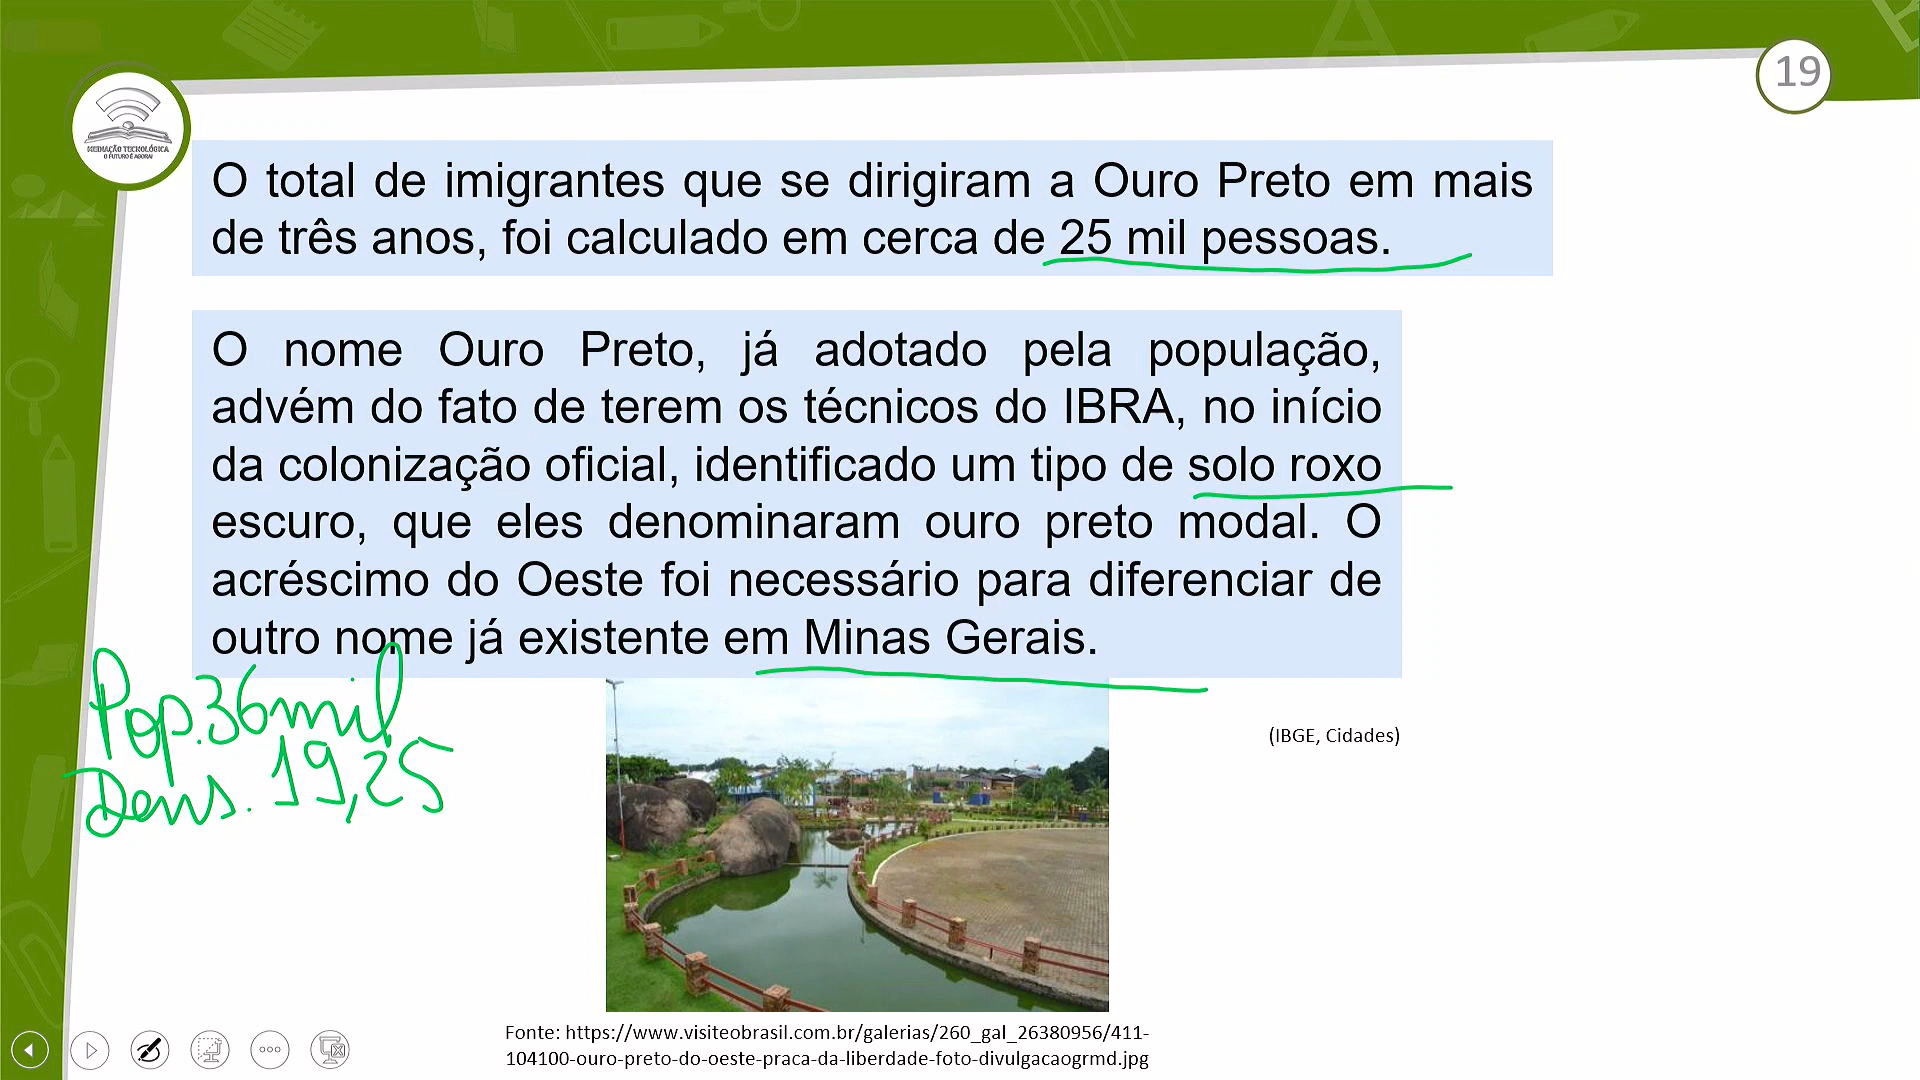 19
MEDIAÇÃO TECNOLÓGICA
O FUTURO É AGORA!
O total de imigrantes que se dirigiram a Ouro Preto em mais
de três anos, foi calculado em cerca de 25 mil pessoas.
O nome Ouro Preto, já adotado pela população,
advém do fato de terem os técnicos do IBRA, no início
da colonização oficial, identificado um tipo de solo roxo
escuro, que eles denominaram ouro preto modal. O
acréscimo do Oeste foi necessário para diferenciar de
outro nome já existente em Minas Gerais.
Pop. 36 mil
Dens. 19,25
(IBGE, Cidades)
Fonte: https://www.visiteobrasil.com.br/galerias/260_gal_26380956/411-
104100-ouro-preto-do-oeste-praca-da-liberdade-foto-divulgacaogrmd.jpg